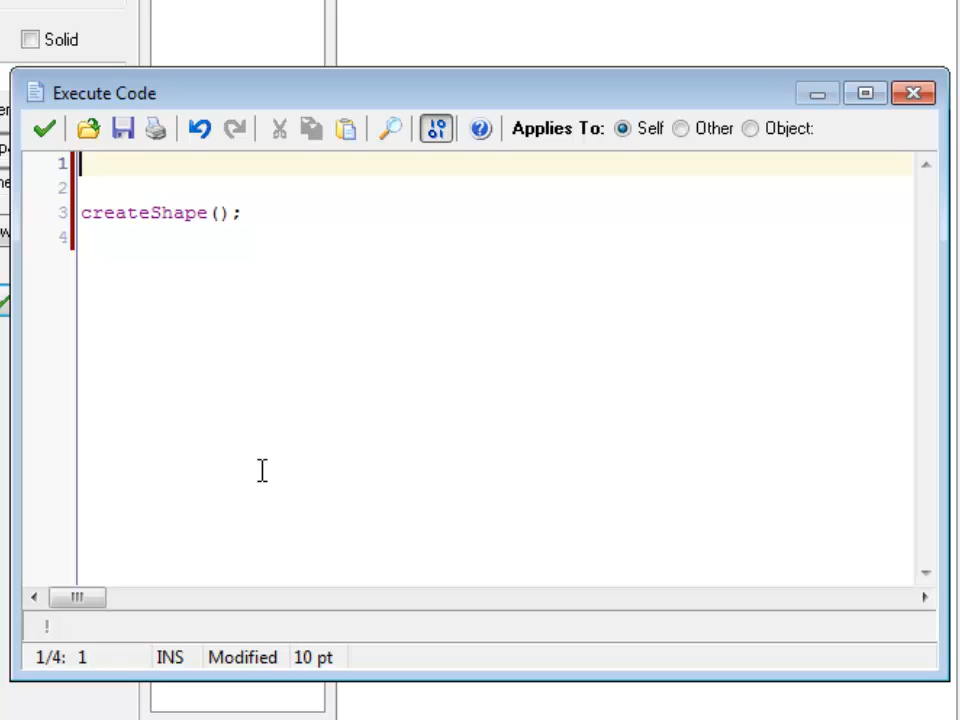 Solid
Execute Code
Applies To: Self Other Object:
1
2
3 createShape();
4
!
1/4: 1 INS Modified 10 pt